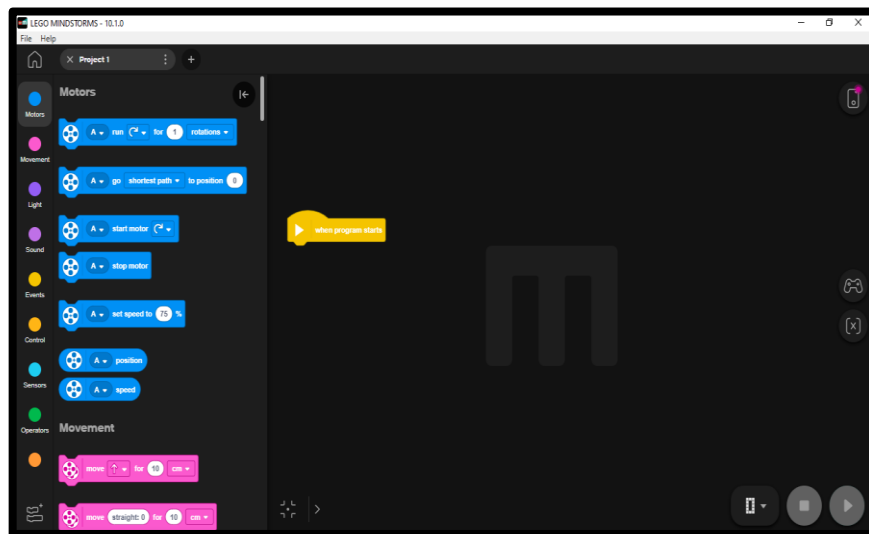 LEGO MINDSTORMS - 10.1.0
File Help
Project 1
Motors
Movement
Light
Sound
Events
Control
Sensors
Operators
Motors
A run for 1 rotations
A go shortest path to position 0
A start motor
A stop motor
A set speed to 75 %
A position
A speed
Movement
move for 10 cm
move straight: 0 for 10 cm
when program starts